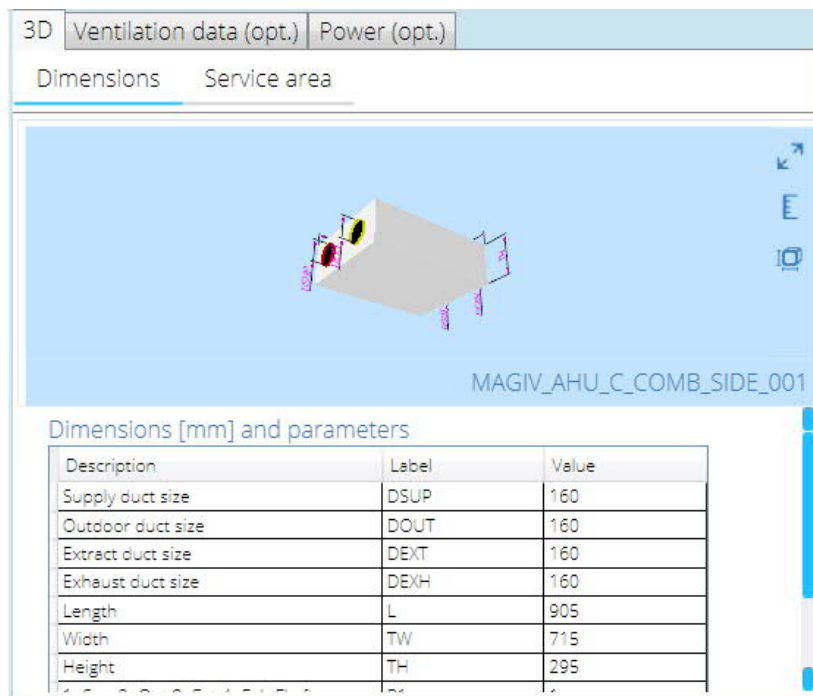 3D Ventilation data (opt.) Power (opt.)
Dimensions Service area
TH
MAGIV_AHU_C_COMB_SIDE_001
Dimensions [mm] and parameters
Description Label Value
Supply duct size DSUP 160
Outdoor duct size DOUT 160
Extract duct size DEXT 160
Exhaust duct size DEXH 160
Length L 905
Width TW 715
Height TH 295